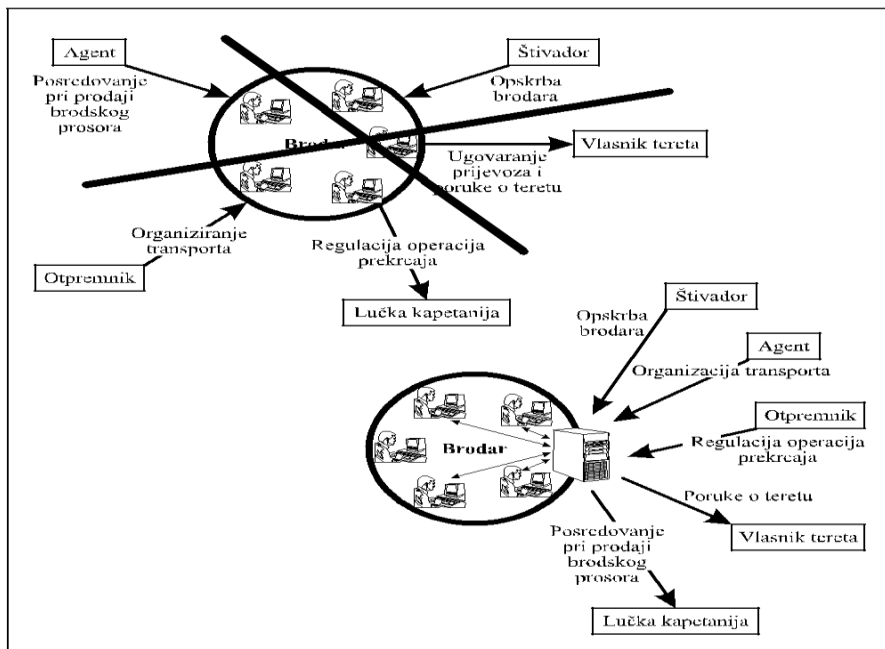 Agent
Posredovanje
pri prodaji
brodskog
prosora
Štivador
Opskrba
brodara
Brodar
Vlasnik tereta
Ugovaranje
prijevoza i
poruke o teretu
Organiziranje
transporta
Otpremnik
Regulacija operacija
prekrcaja
Lučka kapetanija
Štivador
Opskrba
brodara
Agent
Organizacija transporta
Otpremnik
Regulacija operacija
prekrcaja
Brodar
Poruke o teretu
Vlasnik tereta
Posredovanje
pri prodaji
brodskog
prosora
Lučka kapetanija